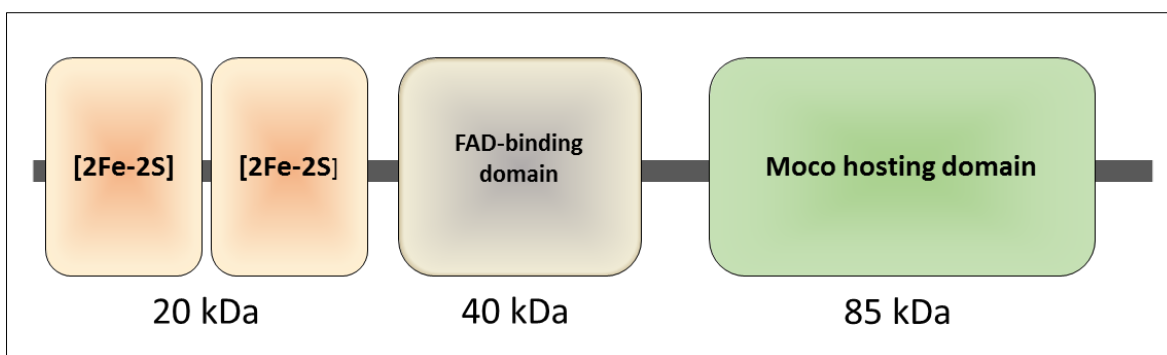 [2Fe-2S]
[2Fe-2S]
FAD-binding
domain
Moco hosting domain
20 kDa
40 kDa
85 kDa